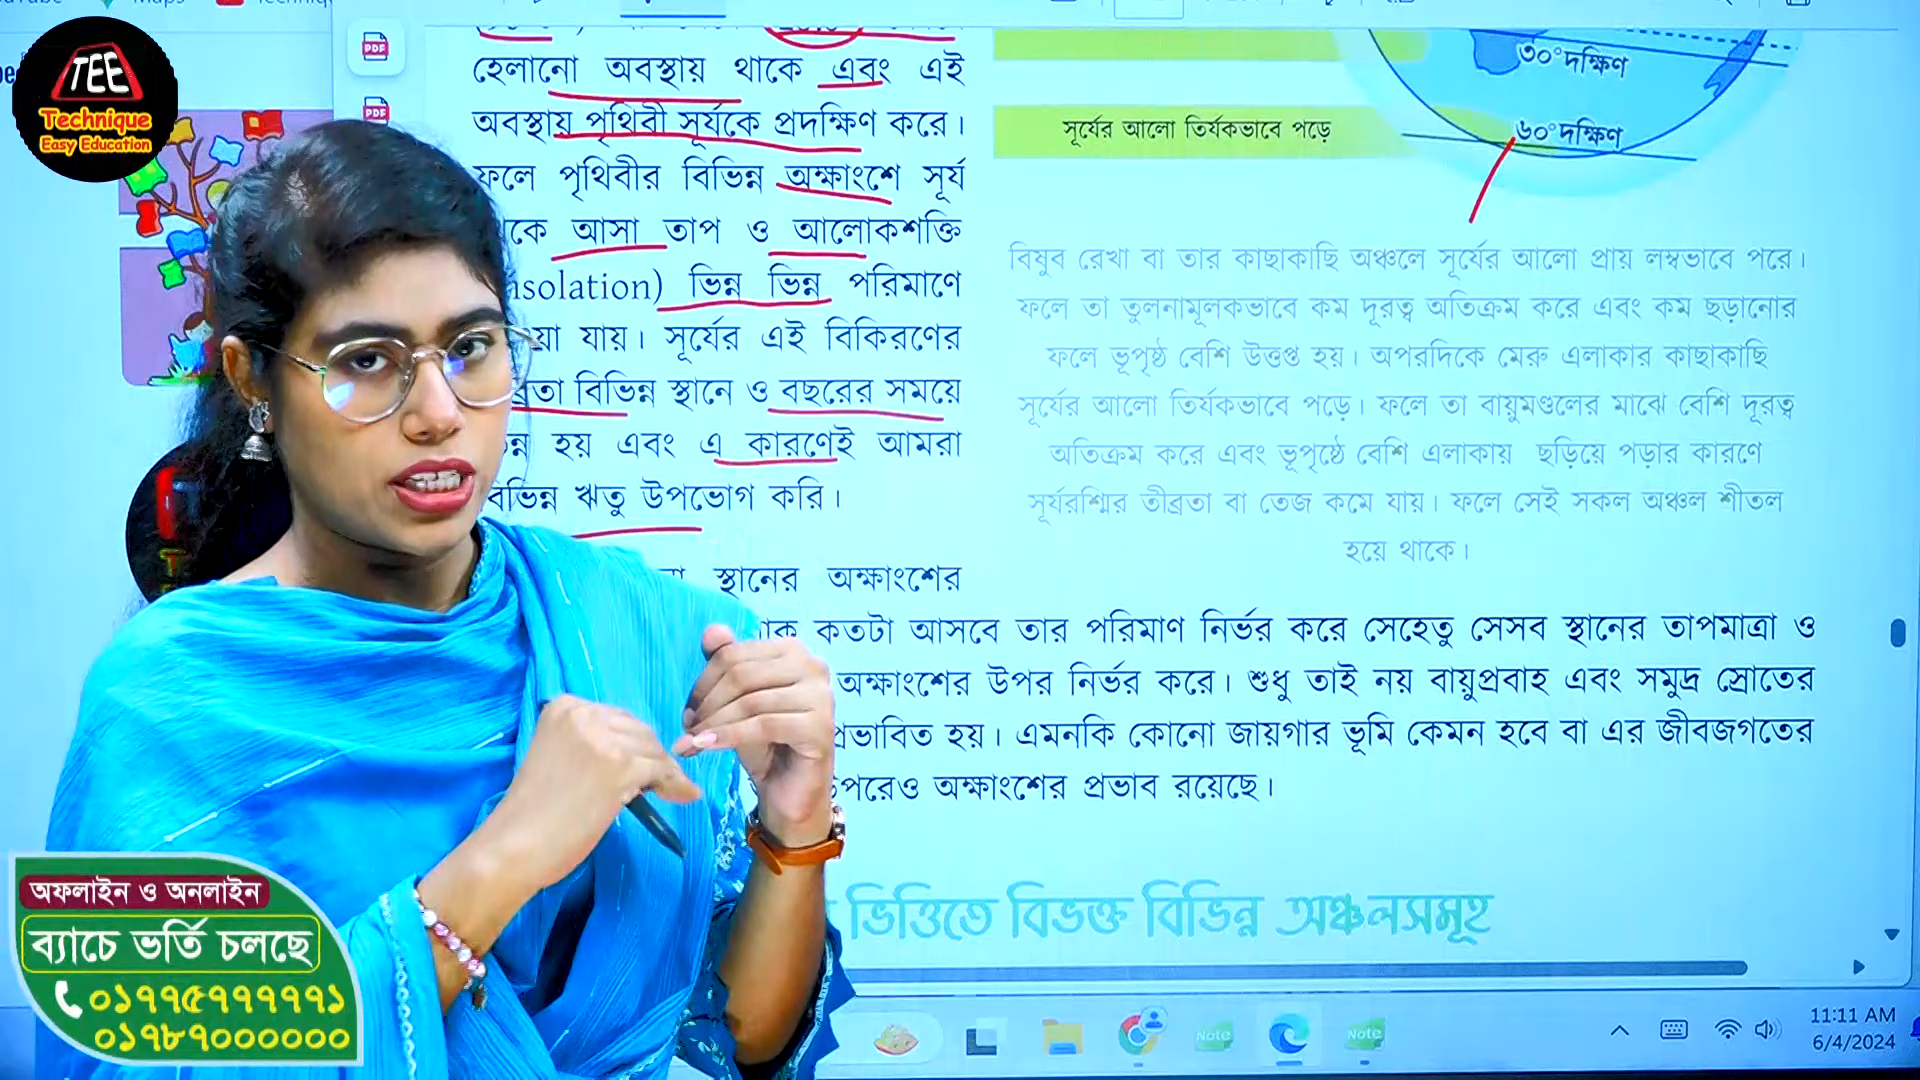 Maps
TEE
Technique
Easy Education
PDF
PDF
হেলানো অবস্থায় থাকে এবং এই
অবস্থায় পৃথিবী সূর্যকে প্রদক্ষিণ করে।
ফলে পৃথিবীর বিভিন্ন অক্ষাংশে সূর্য
আসা তাপ ও আলোকশক্তি
ভিন্ন ভিন্ন পরিমাণে
যায়। সূর্যের এই বিকিরণের
বিভিন্ন স্থানে ও বছরের সময়ে
হয় এবং এ কারণেই আমরা
ঋতু উপভোগ করি।
স্থানের অক্ষাংশের
কতটা আসবে তার পরিমাণ নির্ভর করে সেহেতু সেসব স্থানের তাপমাত্রা ও
অক্ষাংশের উপর নির্ভর করে। শুধু তাই নয় বায়ুপ্রবাহ এবং সমুদ্র স্রোতের
প্রভাবিত হয়। এমনকি কোনো জায়গার ভূমি কেমন হবে বা এর জীবজগতের
উপরেও অক্ষাংশের প্রভাব রয়েছে।
৩০° দক্ষিণ
৬০° দক্ষিণ
সূর্যের আলো তির্যকভাবে পড়ে
বিষুব রেখা বা তার কাছাকাছি অঞ্চলে সূর্যের আলো প্রায় লম্বভাবে পরে।
ফলে তা তুলনামূলকভাবে কম দূরত্ব অতিক্রম করে এবং কম ছড়ানোর
ফলে ভূপৃষ্ঠ বেশি উত্তপ্ত হয়। অপরদিকে মেরু এলাকার কাছাকাছি
সূর্যের আলো তির্যকভাবে পড়ে। ফলে তা বায়ুমণ্ডলের মাঝে বেশি দূরত্ব
অতিক্রম করে এবং ভূপৃষ্ঠে বেশি এলাকায় ছড়িয়ে পড়ার কারণে
সূর্যরশ্মির তীব্রতা বা তেজ কমে যায়। ফলে সেই সকল অঞ্চল শীতল
হয়ে থাকে।
ভিত্তিতে বিভক্ত বিভিন্ন অঞ্চলসমূহ
অফলাইন ও অনলাইন
ব্যাচে ভর্তি চলছে
০১৭৭৫৭৭৭৭৭১
০১৭৮৭০০০০০০
Note
Note
11:11 AM
6/4/2024